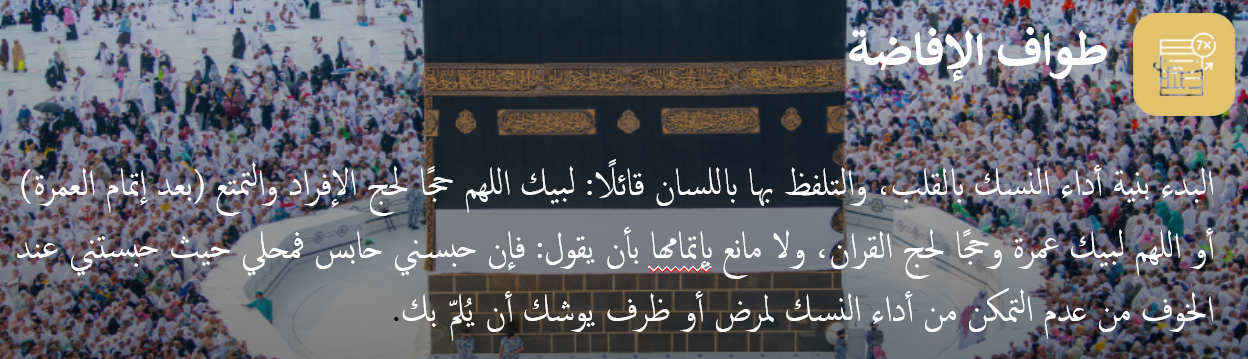 طواف الإفاضة
7x
البدء بنية أداء النسك بالقلب، والتلفظ بها باللسان قائلًا: لبيك اللهم حجًا لحج الإفراد والتمتع (بعد إتمام العمرة)
أو اللهم لبيك عمرة وحجًا لحج القران، ولا مانع بإتمامها بأن يقول: فإن حبسني حابس فمحلي حيث حبستني عند
الخوف من عدم التمكن من أداء النسك لمرض أو ظرف يوشك أن يُلمّ بك.